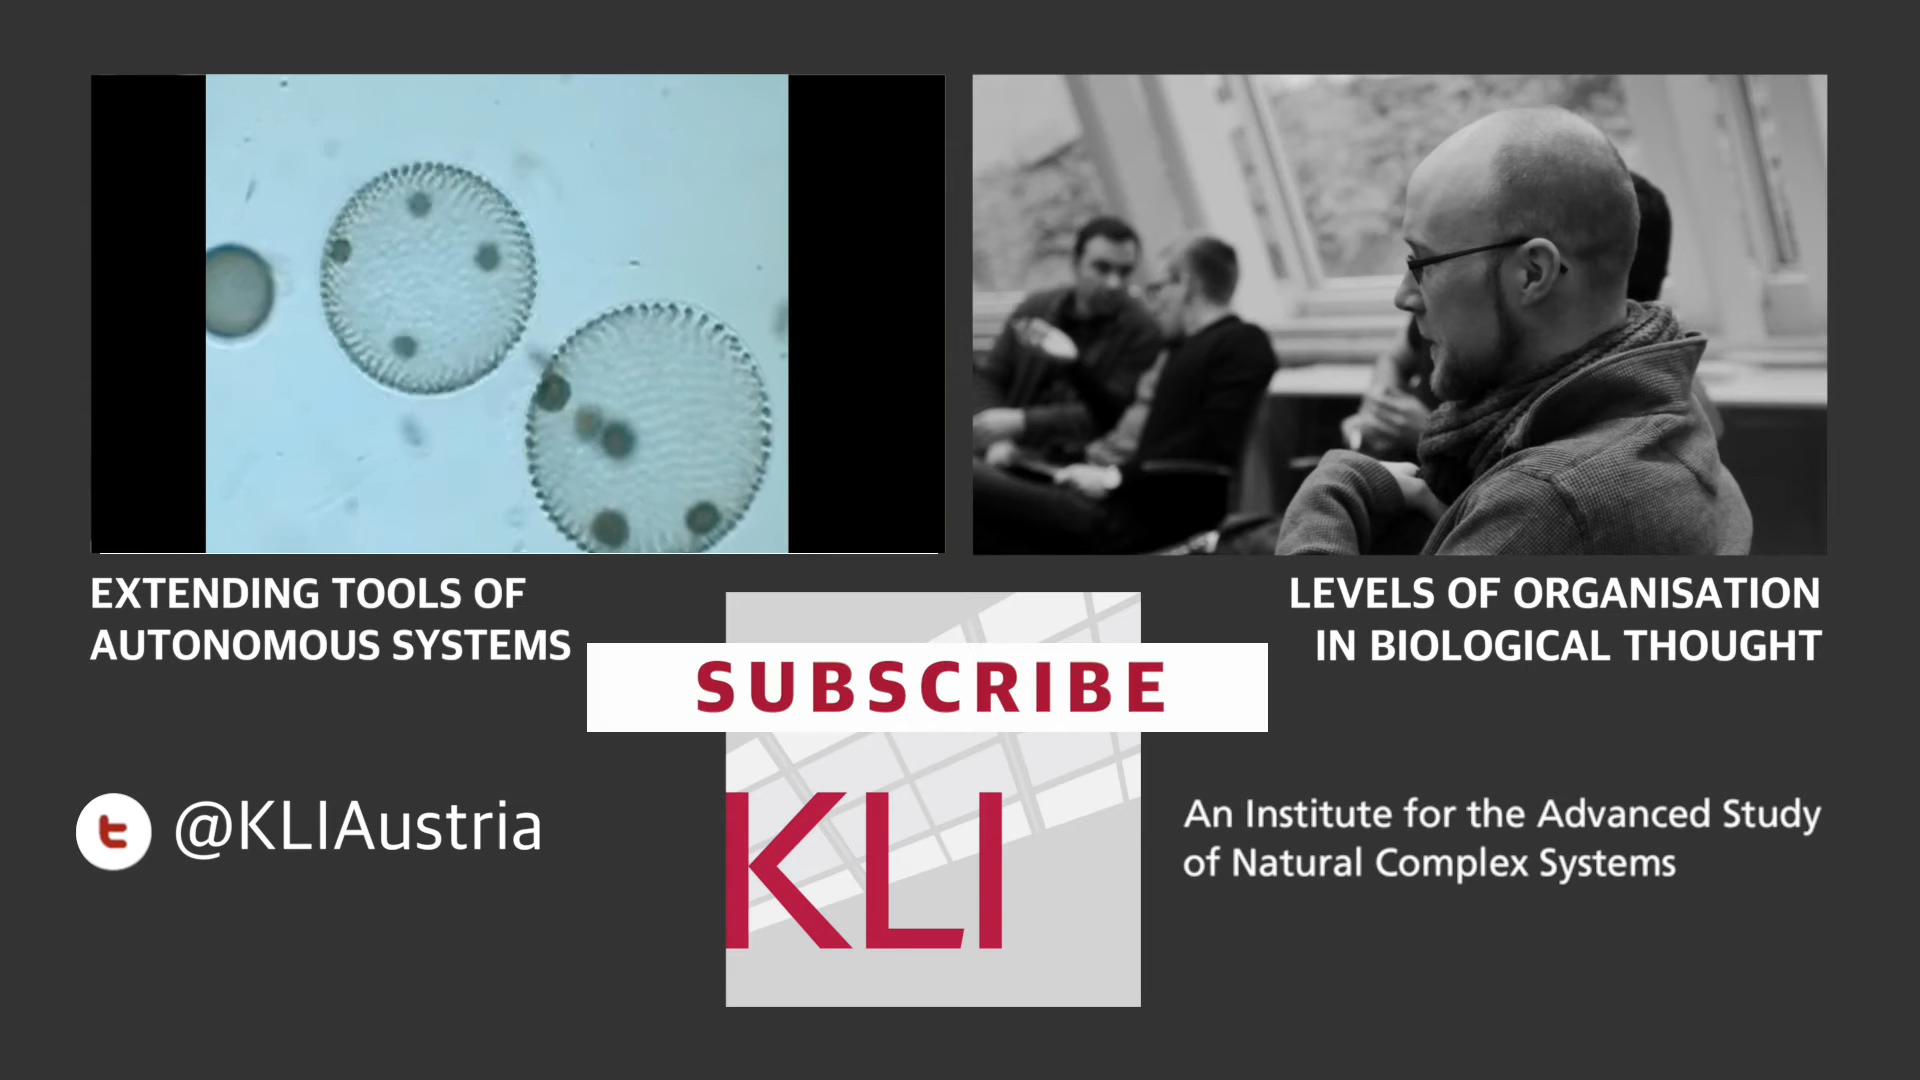 EXTENDING TOOLS OF
AUTONOMOUS SYSTEMS
LEVELS OF ORGANISATION
IN BIOLOGICAL THOUGHT
SUBSCRIBE
@KLIAustria
KLI
An Institute for the Advanced Study
of Natural Complex Systems